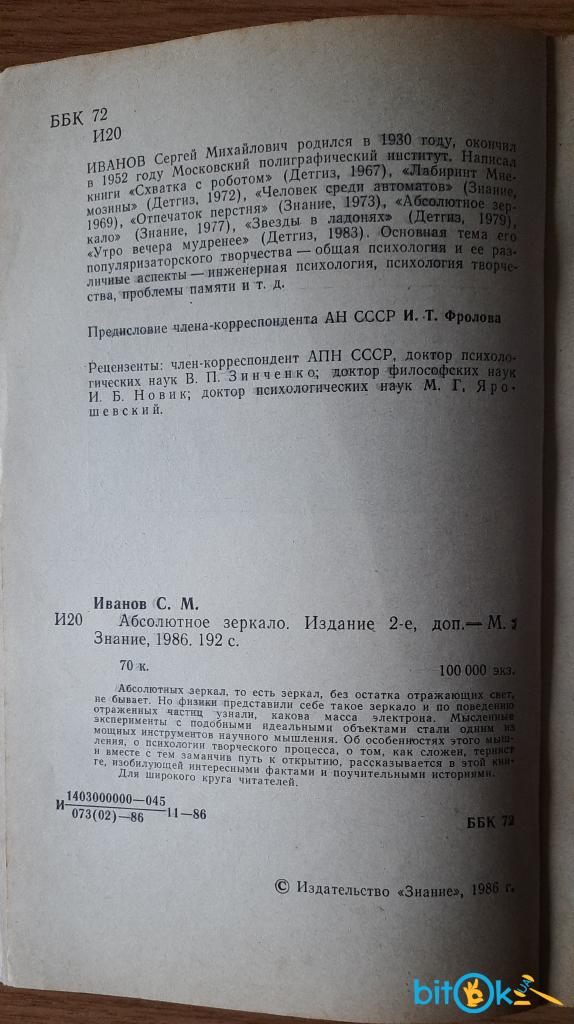 ББК 72
И20
ИВАНОВ Сергей Михайлович родился в 1930 году, окончил
в 1952 году Московский полиграфический институт. Написал
книги «Схватка с роботом» (Детгиз, 1967), «Лабиринт Мне-
мозины» (Детгиз, 1972), «Человек среди автоматов» (Знание,
1969), «Отпечаток перстня» (Знание, 1973), «Абсолютное зер-
кало» (Знание, 1977), «Звезды в ладонях» (Детгиз, 1979),
«Утро вечера мудренее» (Детгиз, 1983). Основная тема его
популяризаторского творчества — общая психология и ее раз-
личные аспекты — инженерная психология, психология творче-
ства, проблемы памяти и т. д.
Предисловие члена-корреспондента АН СССР И. Т. Фролова
Рецензенты: член-корреспондент АПН СССР, доктор психоло-
гических наук В. П. Зинченко; доктор философских наук
И. Б. Новик; доктор психологических наук М. Г. Яро-
шевский.
Иванов С. М.
И20 Абсолютное зеркало. Издание 2-е, доп.— М.:
Знание, 1986. 192 с.
70 к. 100 000 экз.
Абсолютных зеркал, то есть зеркал, без остатка отражающих свет,
не бывает. Но физики представили себе такое зеркало и по поведению
отраженных частиц узнали, какова масса электрона. Мысленные
эксперименты с подобными идеальными объектами стали одним из
мощных инструментов научного мышления. Об особенностях этого мыш-
ления, о психологии творческого процесса, о том, как сложен, тернист
и вместе с тем заманчив путь к открытию, рассказывается в этой кни-
ге, изобилующей интересными фактами и поучительными историями.
Для широкого круга читателей.
И 1403000000—045
073(02)—86 11—86
ББК 72
© Издательство «Знание», 1986 г.
bitOk
UA